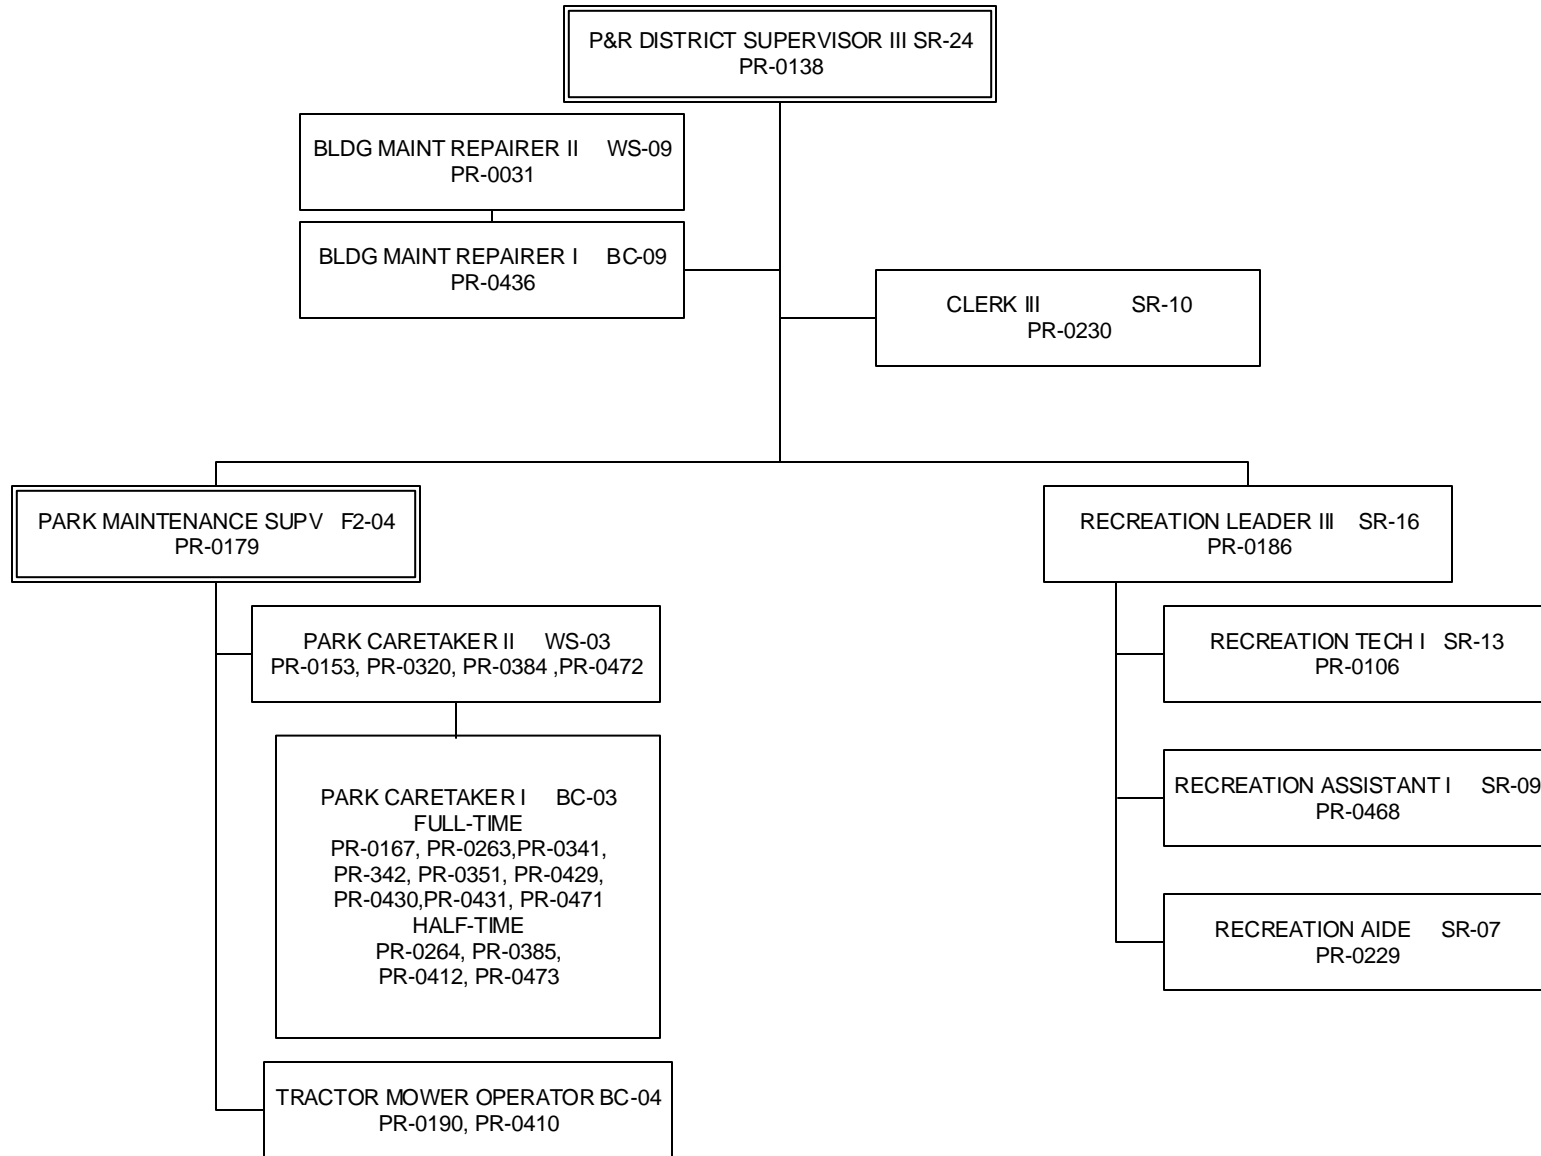 P&R DISTRICT SUPERVISOR III SR-24
PR-0138
BLDG MAINT REPAIRER II WS-09
PR-0031
BLDG MAINT REPAIRER I BC-09
PR-0436
CLERK III SR-10
PR-0230
PARK MAINTENANCE SUPV F2-04
PR-0179
PARK CARETAKER II WS-03
PR-0153, PR-0320, PR-0384 ,PR-0472
PARK CARETAKER I BC-03
FULL-TIME
PR-0167, PR-0263,PR-0341,
PR-342, PR-0351, PR-0429,
PR-0430,PR-0431, PR-0471
HALF-TIME
PR-0264, PR-0385,
PR-0412, PR-0473
TRACTOR MOWER OPERATOR BC-04
PR-0190, PR-0410
RECREATION LEADER III SR-16
PR-0186
RECREATION TECH I SR-13
PR-0106
RECREATION ASSISTANT I SR-09
PR-0468
RECREATION AIDE SR-07
PR-0229